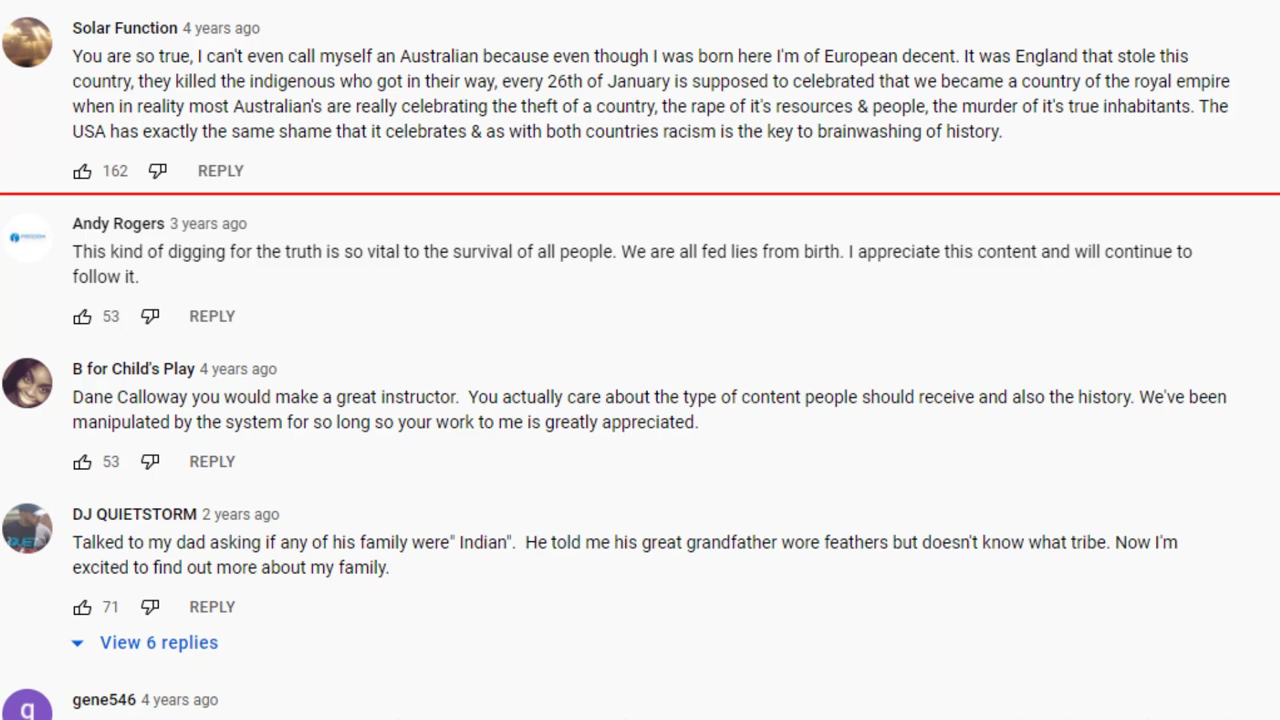 Solar Function 4 years ago
You are so true, I can't even call myself an Australian because even though I was born here I'm of European decent. It was England that stole this
country, they killed the indigenous who got in their way, every 26th of January is supposed to celebrated that we became a country of the royal empire
when in reality most Australian's are really celebrating the theft of a country, the rape of it's resources & people, the murder of it's true inhabitants. The
USA has exactly the same shame that it celebrates & as with both countries racism is the key to brainwashing of history.
162 REPLY
Andy Rogers 3 years ago
This kind of digging for the truth is so vital to the survival of all people. We are all fed lies from birth. I appreciate this content and will continue to
follow it.
53 REPLY
B for Child's Play 4 years ago
Dane Calloway you would make a great instructor.  You actually care about the type of content people should receive and also the history. We've been
manipulated by the system for so long so your work to me is greatly appreciated.
53 REPLY
DJ QUIETSTORM 2 years ago
Talked to my dad asking if any of his family were" Indian".  He told me his great grandfather wore feathers but doesn't know what tribe. Now I'm
excited to find out more about my family.
71 REPLY
View 6 replies
g
gene546 4 years ago